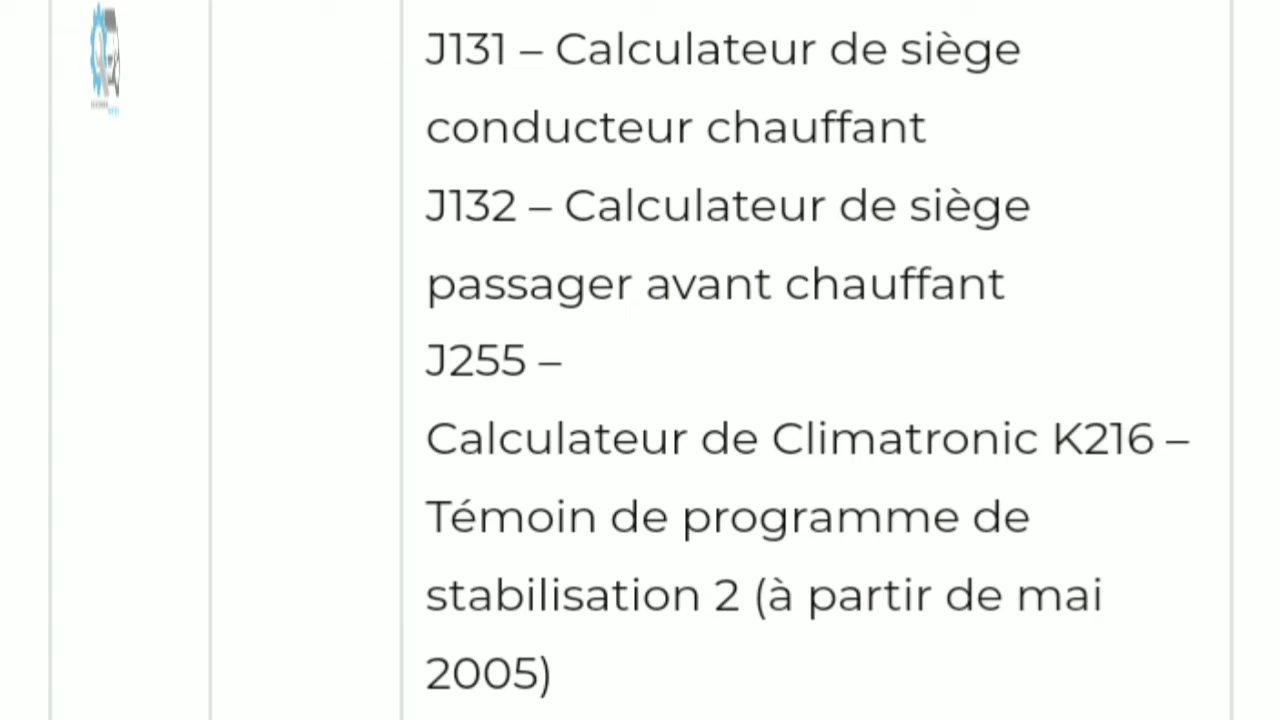 J131 – Calculateur de siège
conducteur chauffant
J132 – Calculateur de siège
passager avant chauffant
J255 –
Calculateur de Climatronic K216 –
Témoin de programme de
stabilisation 2 (à partir de mai
2005)